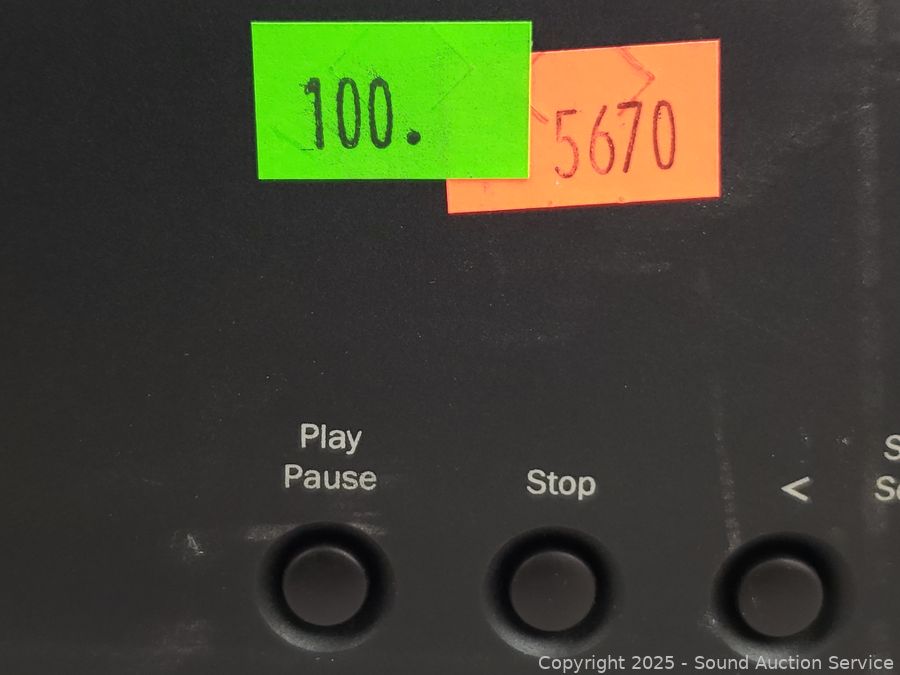 100.
5670
Play
Pause
Stop
<
Copyright 2025 - Sound Auction Service